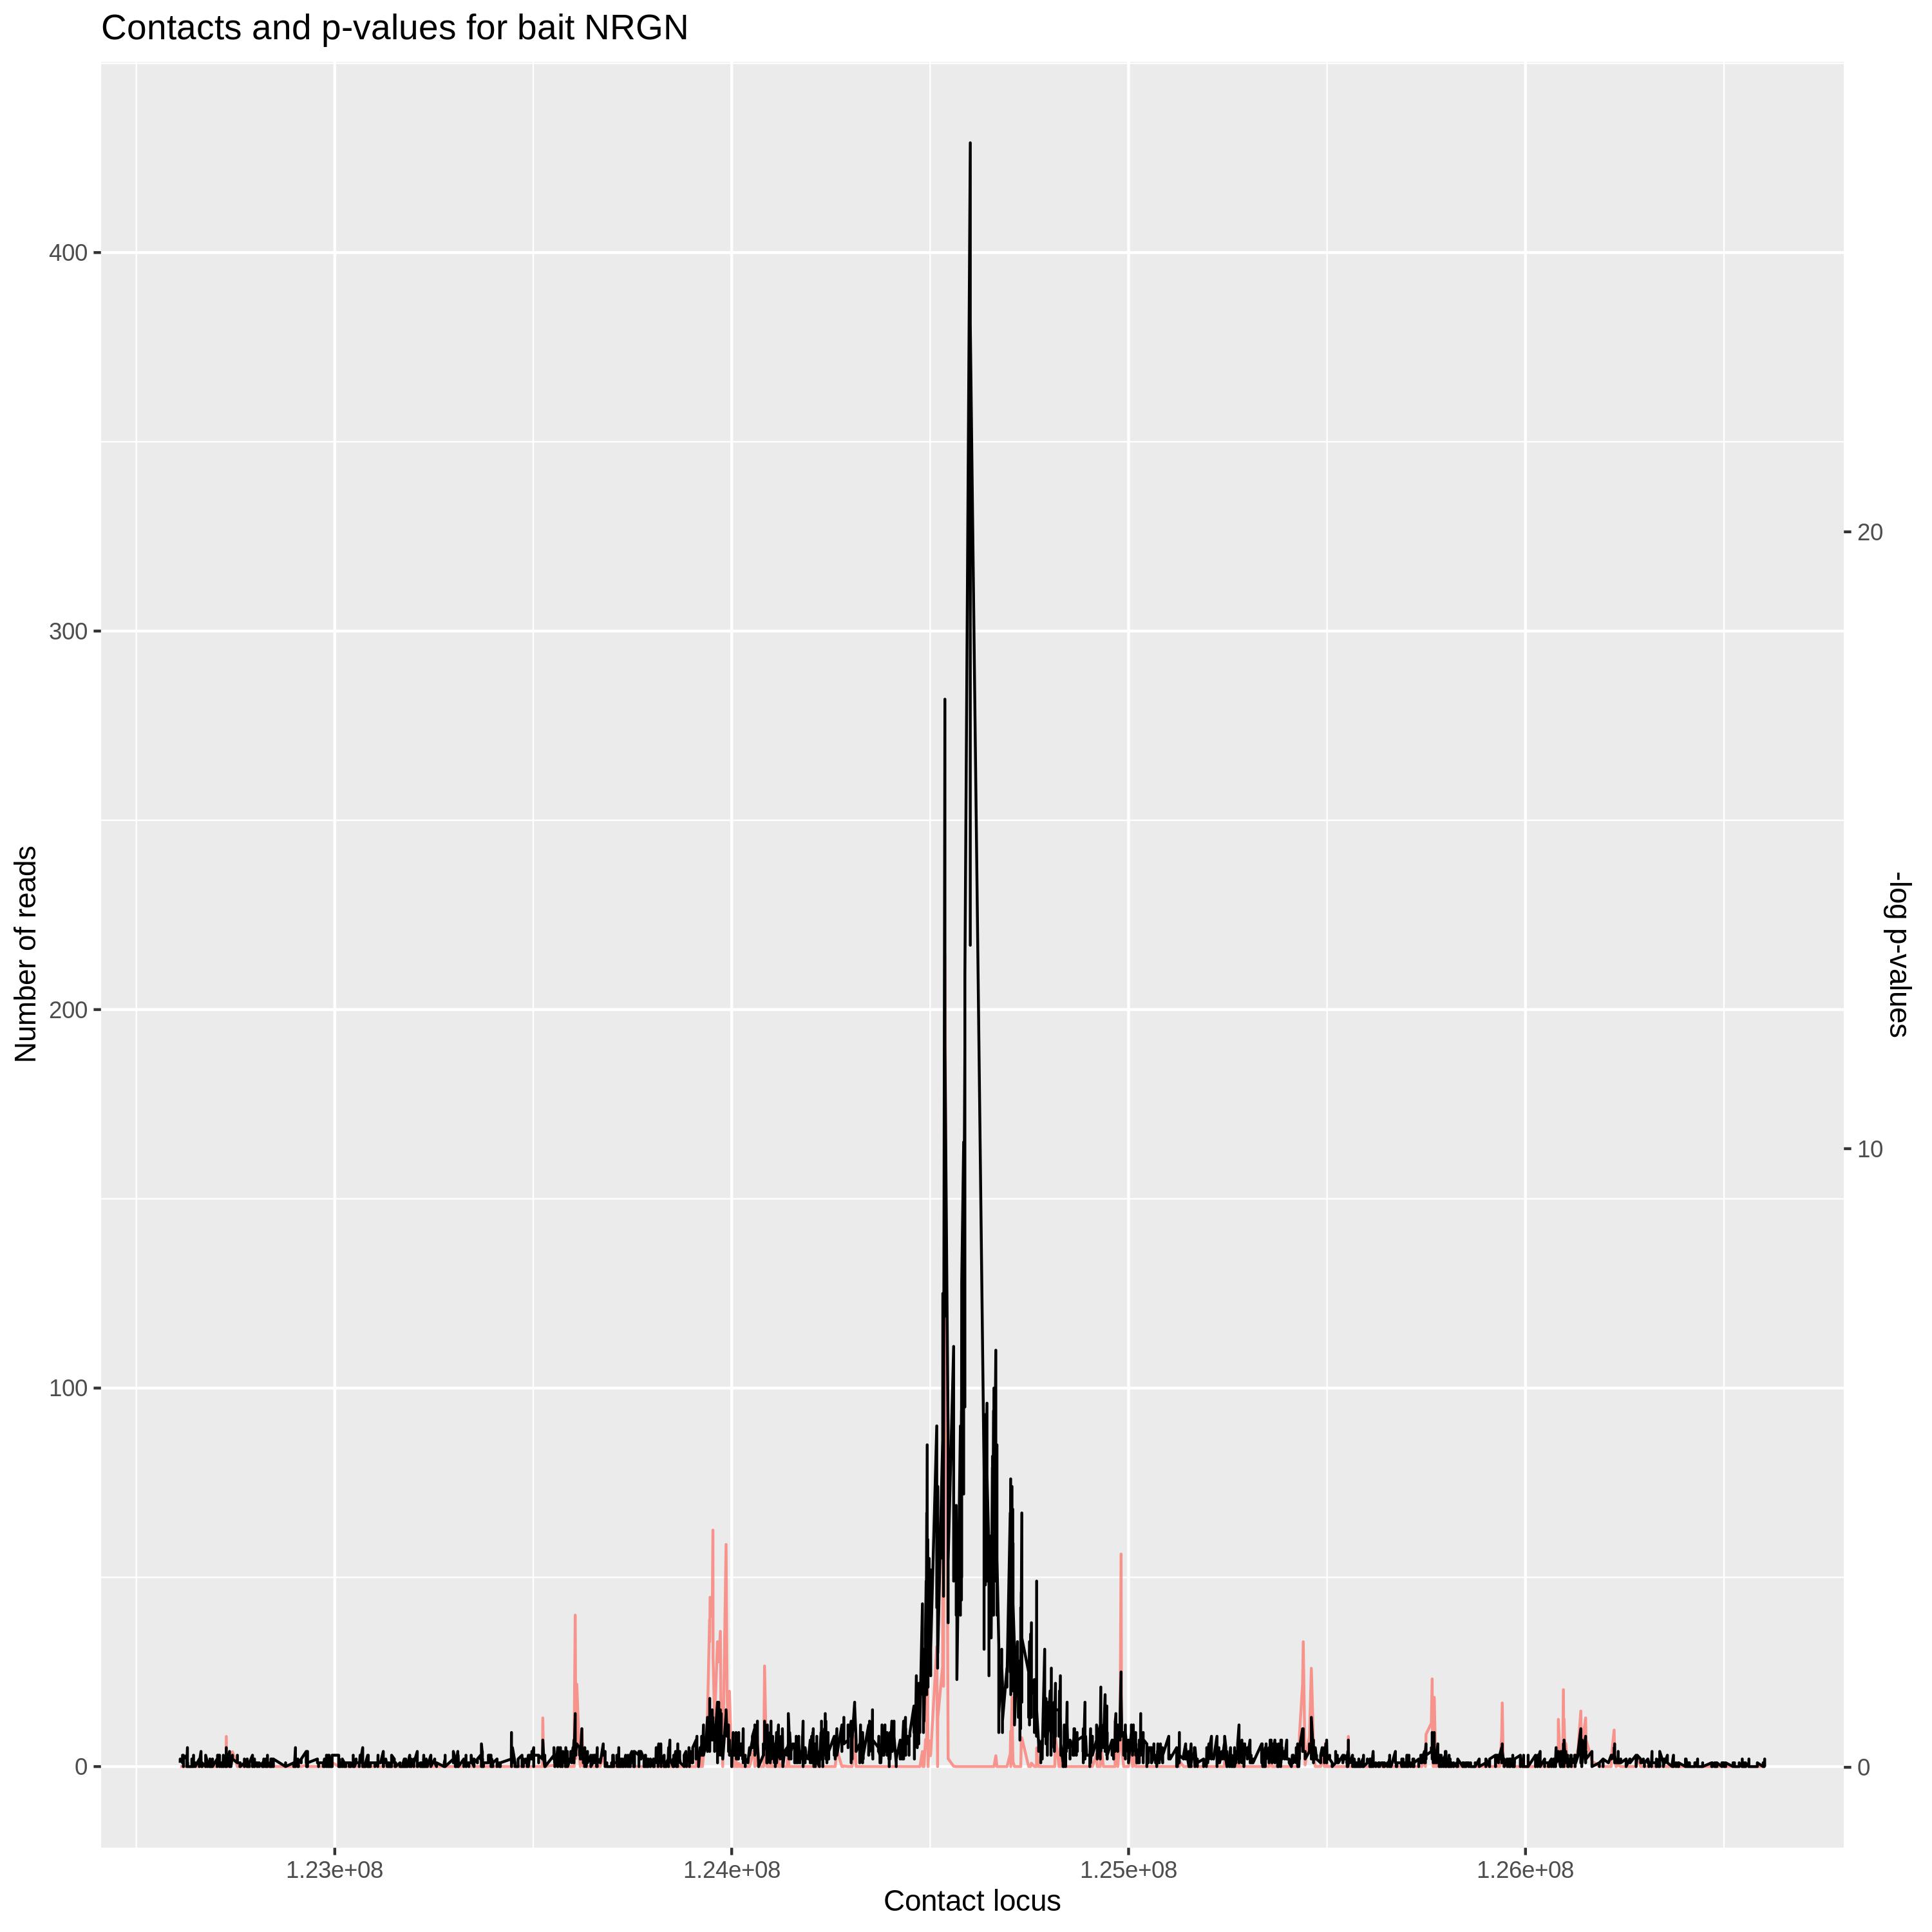 Contacts and p-values for bait NRGN
400
300
200
100
0
Number of reads
20
10
0
-log p-values
1.23e+08
1.24e+08
1.25e+08
1.26e+08
Contact locus